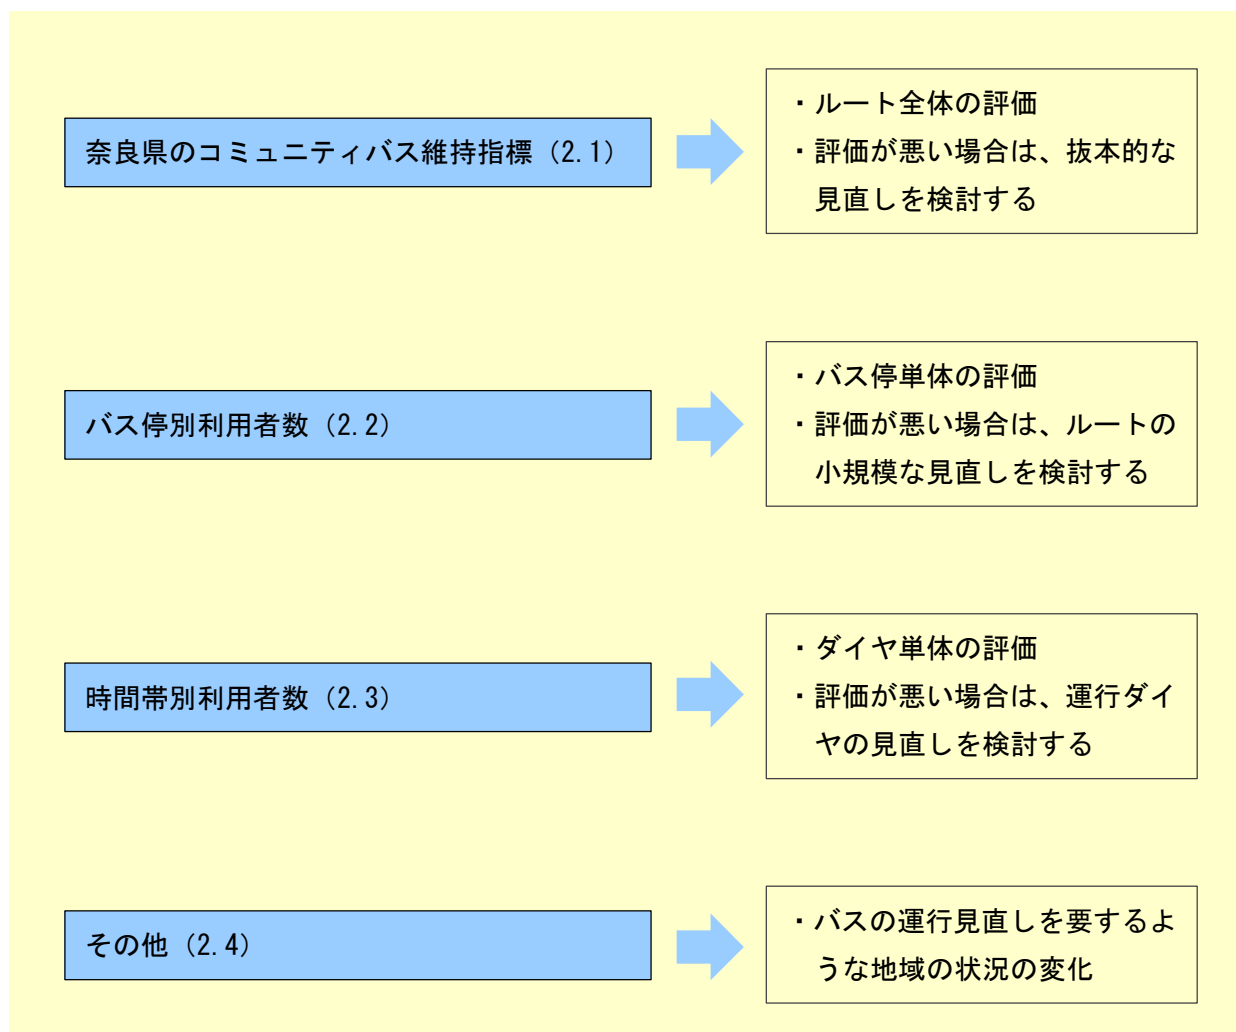 奈良県のコミュニティバス維持指標（2.1）
・ルート全体の評価
・評価が悪い場合は、抜本的な
見直しを検討する
バス停別利用者数（2.2）
・バス停単体の評価
・評価が悪い場合は、ルートの
小規模な見直しを検討する
時間帯別利用者数（2.3）
・ダイヤ単体の評価
・評価が悪い場合は、運行ダイ
ヤの見直しを検討する
その他（2.4）
・バスの運行見直しを要するよ
うな地域の状況の変化